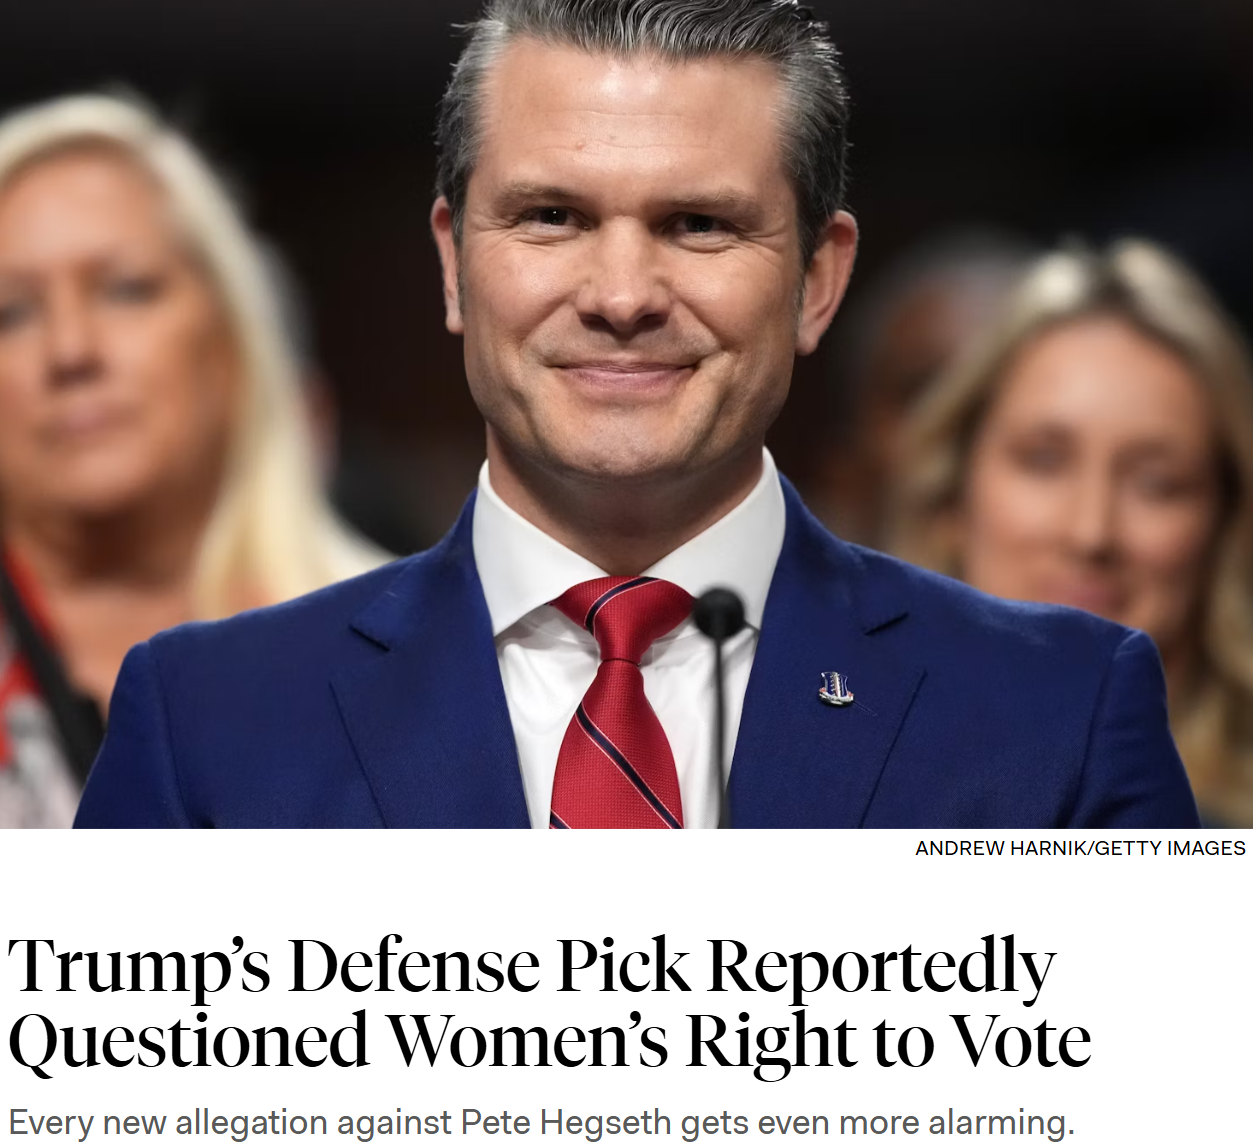 ANDREW HARNIK/GETTY IMAGES
Trump’s Defense Pick Reportedly
Questioned Women’s Right to Vote
Every new allegation against Pete Hegseth gets even more alarming.